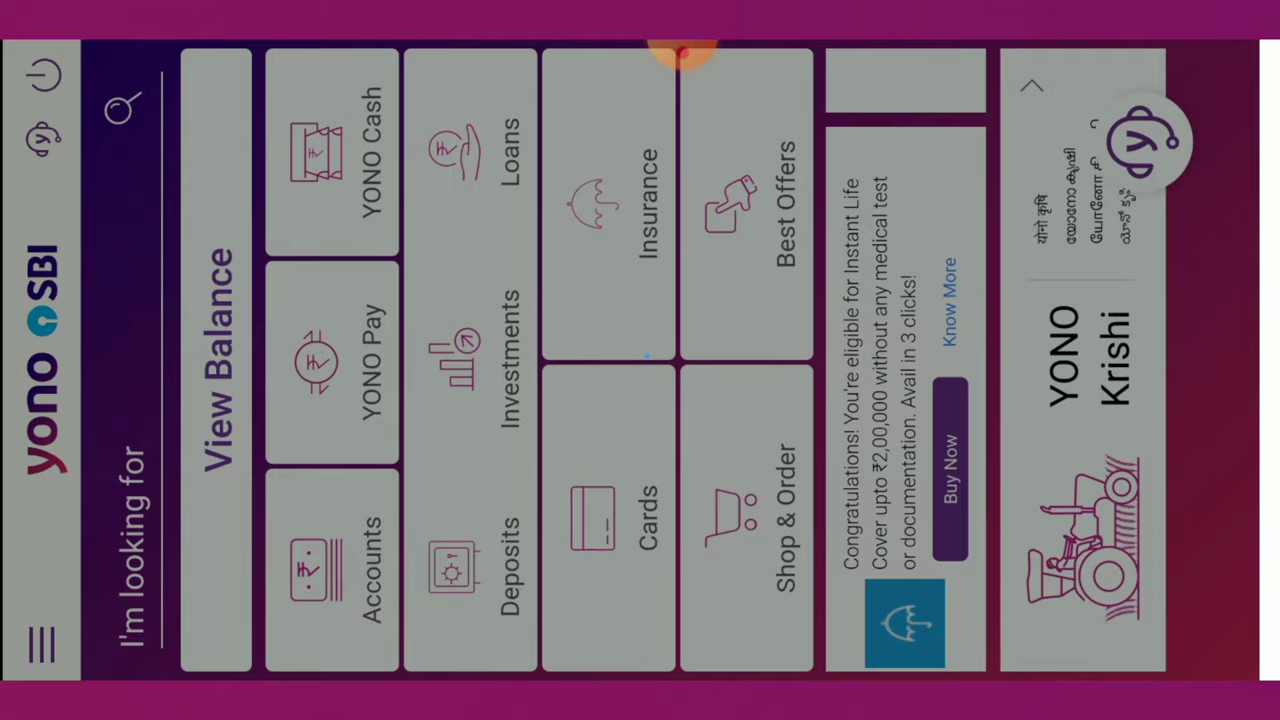 yono SBI
I'm looking for
View Balance
Accounts
YONO Pay
YONO Cash
Deposits
Investments
Loans
Cards
Insurance
Shop & Order
Best Offers
Congratulations! You're eligible for Instant Life
Cover upto ₹2,00,000 without any medical test
or documentation. Avail in 3 clicks!
Buy Now
Know More
YONO
Krishi
योनो कृषि
യോനോ കൃഷി